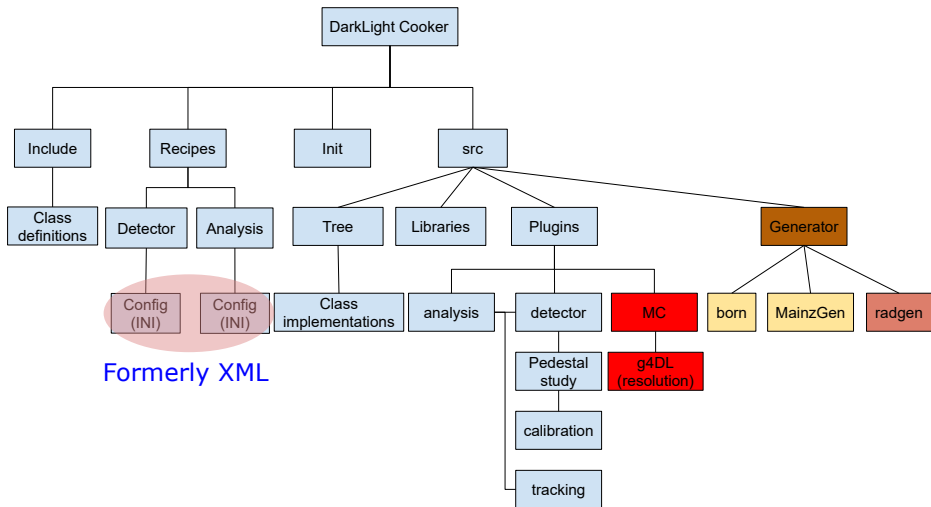 DarkLight Cooker
Include
Recipes
Init
src
Class
definitions
Detector
Analysis
Tree
Libraries
Plugins
Generator
Config
(INI)
Config
(INI)
Class
implementations
analysis
detector
MC
born
MainzGen
radgen
Formerly XML
Pedestal
study
g4DL
(resolution)
calibration
tracking